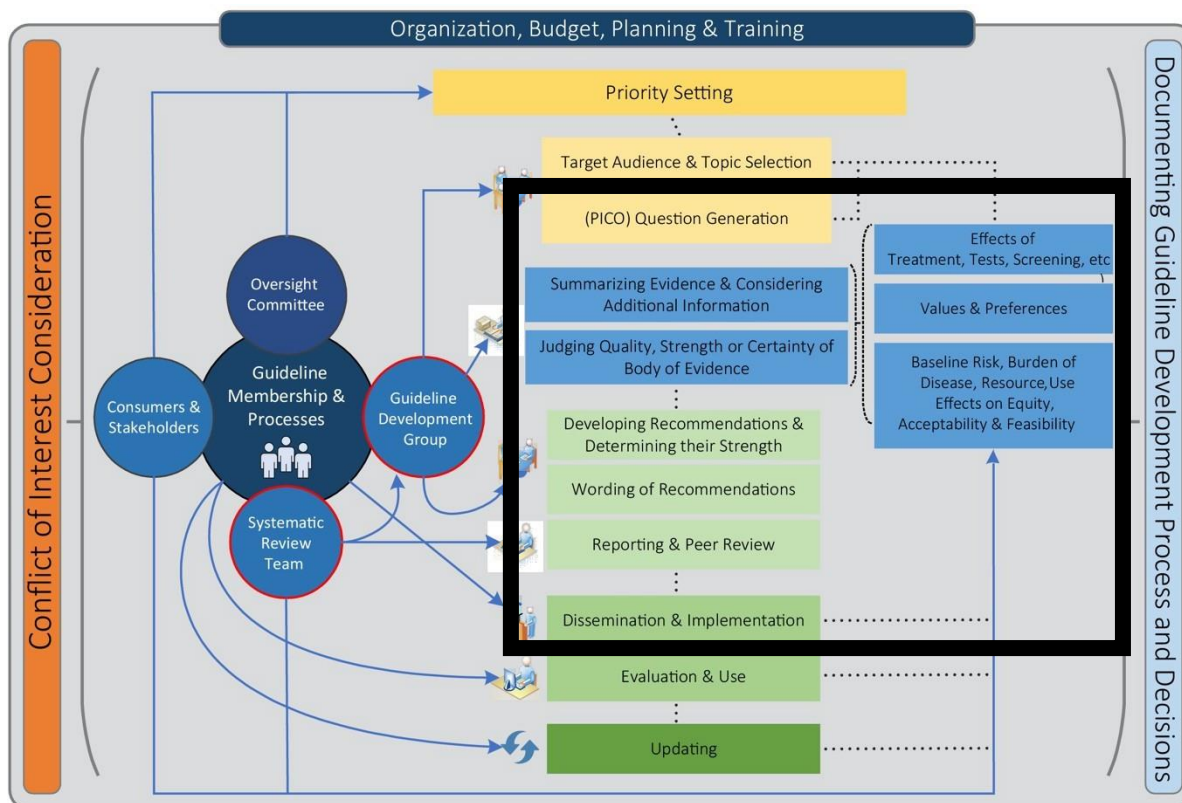 Organization, Budget, Planning & Training
Conflict of Interest Consideration
Priority Setting
Target Audience & Topic Selection
(PICO) Question Generation
Oversight
Committee
Guideline
Membership &
Processes
Consumers &
Stakeholders
Guideline
Development
Group
Systematic
Review
Team
Summarizing Evidence & Considering
Additional Information
Judging Quality, Strength or Certainty of
Body of Evidence
Effects of
Treatment, Tests, Screening, etc
Values & Preferences
Baseline Risk, Burden of
Disease, Resource,Use
Effects on Equity,
Acceptability & Feasibility
Developing Recommendations &
Determining their Strength
Wording of Recommendations
Reporting & Peer Review
Dissemination & Implementation
Evaluation & Use
Updating
Documenting Guideline Development Process and Decisions